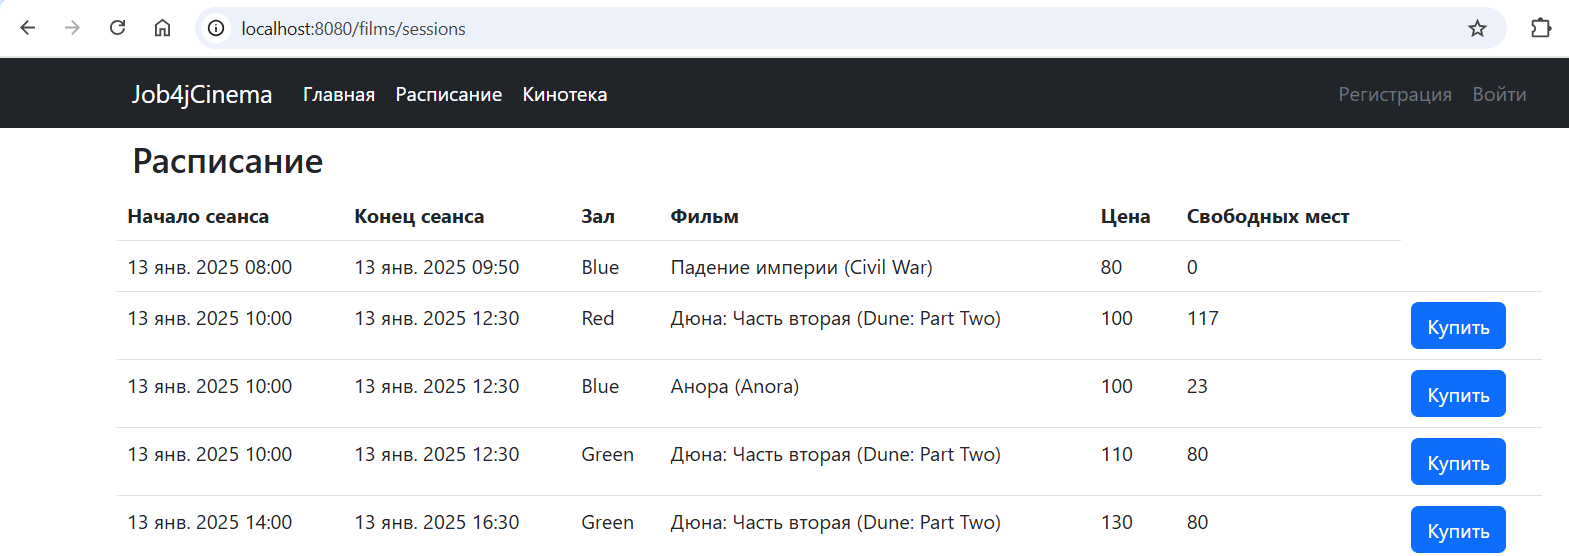 localhost:8080/films/sessions
Job4jCinema Главная Расписание Кинотека Регистрация Войти
Расписание
Начало сеанса Конец сеанса Зал Фильм Цена Свободных мест
13 янв. 2025 08:00 13 янв. 2025 09:50 Blue Падение империи (Civil War) 80 0
13 янв. 2025 10:00 13 янв. 2025 12:30 Red Дюна: Часть вторая (Dune: Part Two) 100 117 Купить
13 янв. 2025 10:00 13 янв. 2025 12:30 Blue Анора (Anora) 100 23 Купить
13 янв. 2025 10:00 13 янв. 2025 12:30 Green Дюна: Часть вторая (Dune: Part Two) 110 80 Купить
13 янв. 2025 14:00 13 янв. 2025 16:30 Green Дюна: Часть вторая (Dune: Part Two) 130 80 Купить